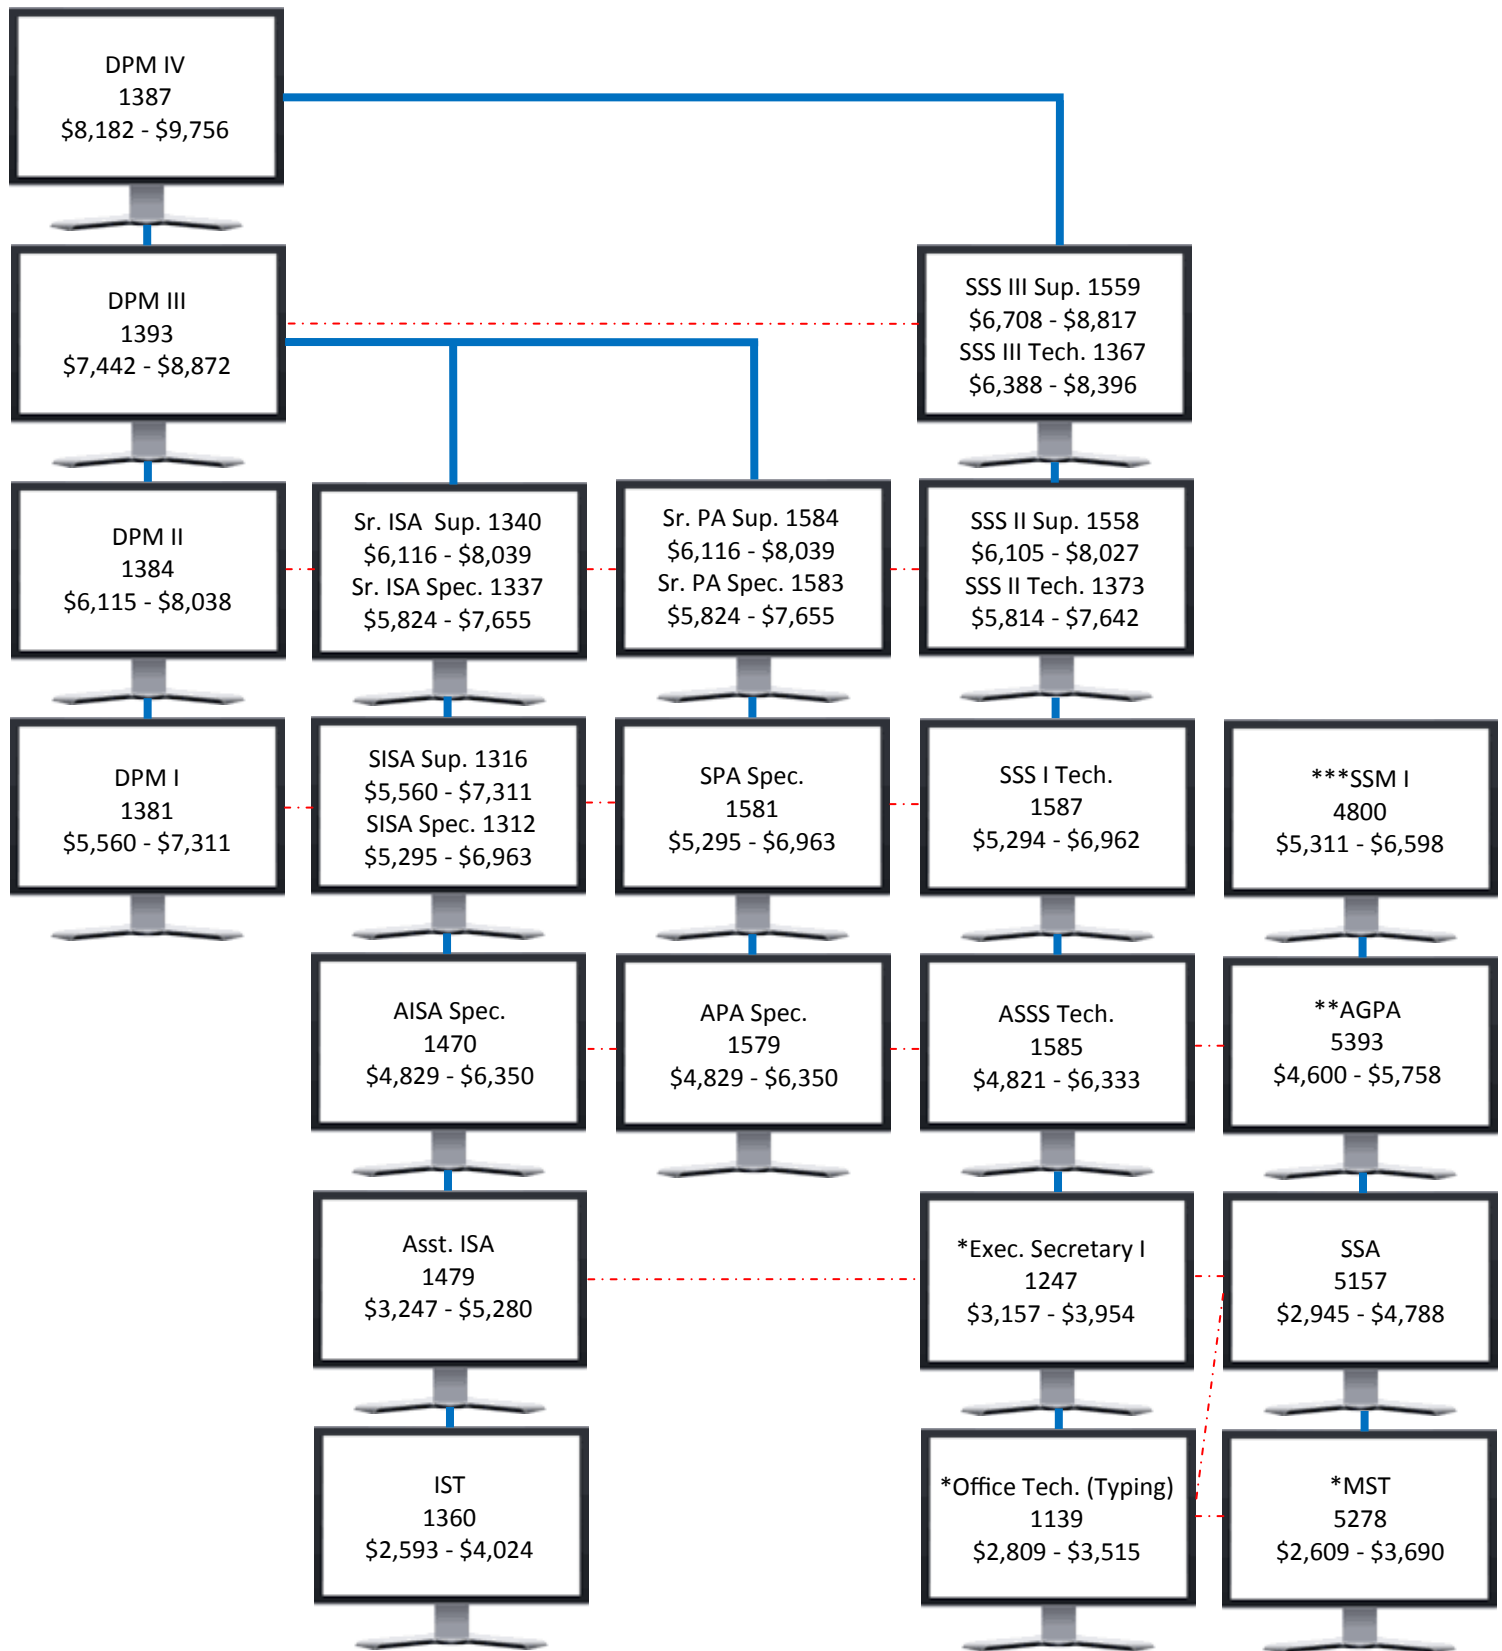 DPM IV
1387
$8,182 - $9,756
DPM III
1393
$7,442 - $8,872
SSS III Sup. 1559
$6,708 - $8,817
SSS III Tech. 1367
$6,388 - $8,396
DPM II
1384
$6,115 - $8,038
Sr. ISA  Sup. 1340
$6,116 - $8,039
Sr. ISA Spec. 1337
$5,824 - $7,655
Sr. PA Sup. 1584
$6,116 - $8,039
Sr. PA Spec. 1583
$5,824 - $7,655
SSS II Sup. 1558
$6,105 - $8,027
SSS II Tech. 1373
$5,814 - $7,642
DPM I
1381
$5,560 - $7,311
SISA Sup. 1316
$5,560 - $7,311
SISA Spec. 1312
$5,295 - $6,963
SPA Spec.
1581
$5,295 - $6,963
SSS I Tech.
1587
$5,294 - $6,962
***SSM I
4800
$5,311 - $6,598
AISA Spec.
1470
$4,829 - $6,350
APA Spec.
1579
$4,829 - $6,350
ASSS Tech.
1585
$4,821 - $6,333
**AGPA
5393
$4,600 - $5,758
Asst. ISA
1479
$3,247 - $5,280
*Exec. Secretary I
1247
$3,157 - $3,954
SSA
5157
$2,945 - $4,788
IST
1360
$2,593 - $4,024
*Office Tech. (Typing)
1139
$2,809 - $3,515
*MST
5278
$2,609 - $3,690